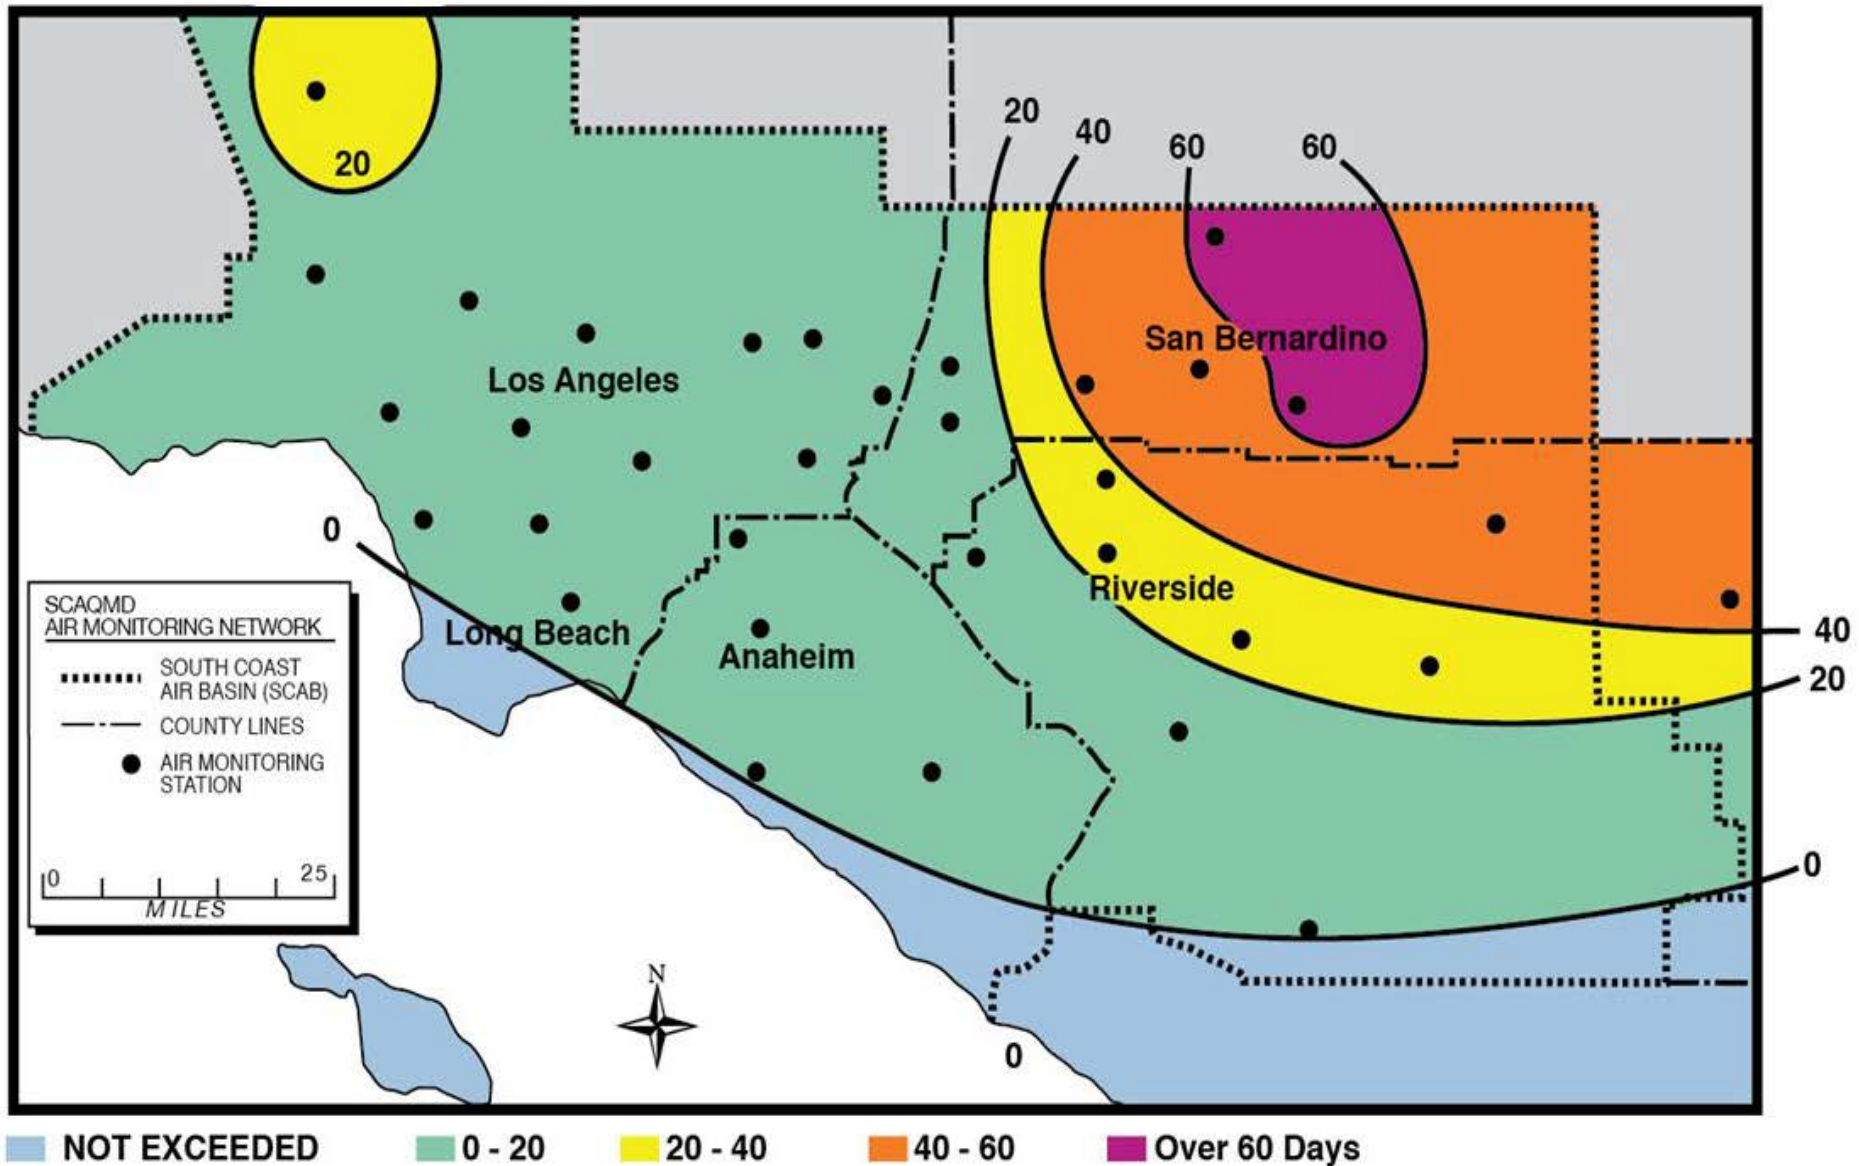 20
40
60
60
20
San Bernardino
Los Angeles
0
Riverside
Long Beach
Anaheim
40
20
0
0
SCAQMD
AIR MONITORING NETWORK
SOUTH COAST
AIR BASIN (SCAB)
COUNTY LINES
AIR MONITORING
STATION
0 25
MILES
N
NOT EXCEEDED 0 - 20 20 - 40 40 - 60 Over 60 Days